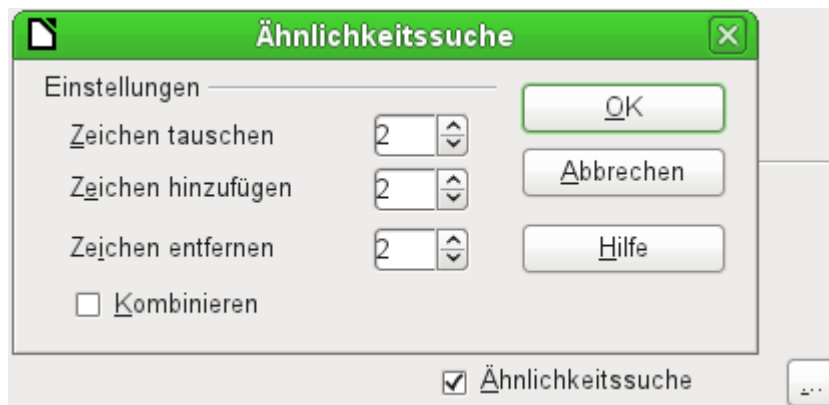 Ähnlichkeitssuche
Einstellungen
OK
Zeichen tauschen 2
Abbrechen
Zeichen hinzufügen 2
Zeichen entfernen 2
Hilfe
Kombinieren
Ähnlichkeitssuche
...